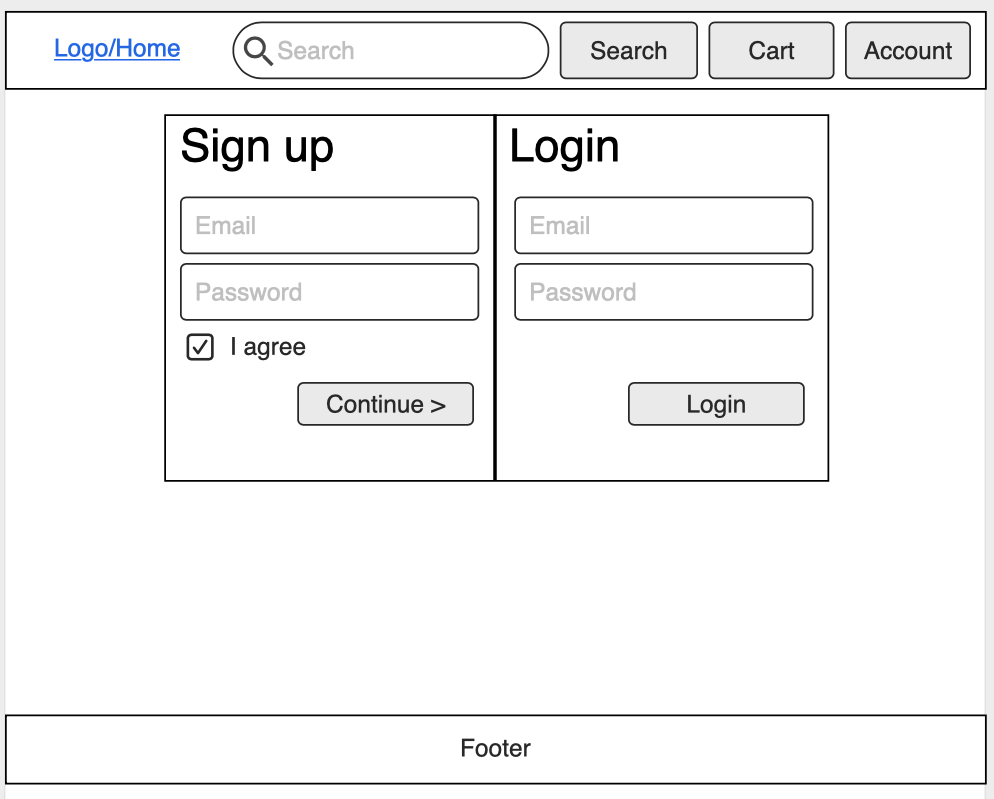 Logo/Home
Search
Search
Cart
Account
Sign up
Email
Password
I agree
Continue >
Login
Email
Password
Login
Footer